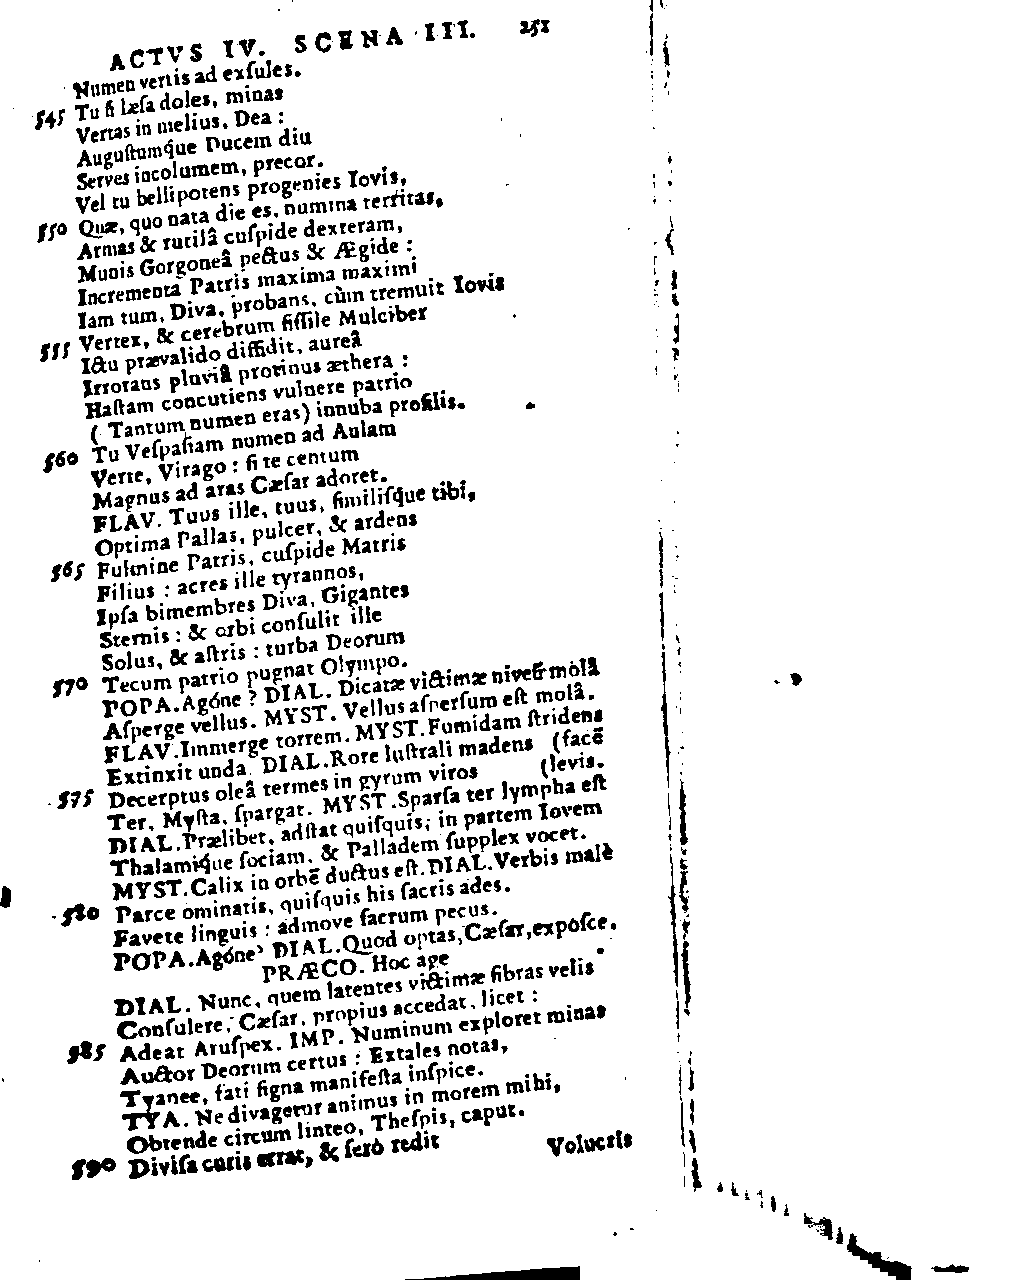 ACTVS IV. SCENA III. 251
Numen vertis ad exſules.
545 Tu ſi læſa doles, minas
Vertas in melius, Dea :
Auguſtumq́ue Ducem diu
Serves incolumem, precor.
Vel tu bellipotens progenies Iovis,
550 Quæ, quo nata die es, numina territas,
Armas & rutilâ cuſpide dexteram,
Munis Gorgoneâ pectus & Ægide :
Incrementa Patris maxima maximi
Iam tum, Diva, probans, cùm tremuit Iovis
555 Vertex, & cerebrum fiſſile Mulciber
Ictu prævalido diffidit, aureâ
Irrorans pluviâ protinus æthera :
Haſtam concutiens vulnere patrio
( Tantum numen eras) innuba proſilis.
560 Tu Veſpaſiam numen ad Aulam
Verte, Virago : ſi te centum
Magnus ad aras Cæſar adoret.
FLAV. Tuus ille, tuus, ſimiliſque tibi,
Optima Pallas, pulcer, & ardens
565 Fulmine Patris, cuſpide Matris
Filius : acres ille tyrannos,
Ipſa bimembres Diva, Gigantes
Sternis : & orbi conſulit ille
Solus, & aſtris : turba Deorum
570 Tecum patrio pugnat Olympo.
POPA. Agóne ? DIAL. Dicatæ victimæ niveũ molâ
Aſperge vellus. MYST. Vellus aſperſum eſt molâ.
FLAV. Immerge torrem. MYST. Fumidam ſtridens
Extinxit unda. DIAL. Rore luſtrali madens (facẽ
575 Decerptus oleâ termes in gyrum viros (levis.
Ter, Myſta, ſpargat. MYST. Sparſa ter lympha eſt
DIAL. Prælibet, adſtat quiſquis; in partem Iovem
Thalamiq́ue ſociam, & Palladem ſupplex vocet.
MYST. Calix in orbẽ ductus eſt. DIAL. Verbis malè
580 Parce ominatis, quiſquis his ſacris ades.
Favete linguis : admove ſacrum pecus.
POPA. Agóne? DIAL. Quod optas, Cæſar, expoſce.
PRÆCO. Hoc age
DIAL. Nunc, quem latentes victimæ fibras velis
Conſulere, Cæſar, propius accedat, licet :
585 Adeat Aruſpex. IMP. Numinum exploret minas
Auctor Deorum certus : Extales notas,
Tyanee, fati ſigna manifeſta inſpice.
TYA. Ne divagetur animus in morem mihi,
Obtende circum linteo, Theſpis, caput.
590 Diviſa curis errat, & ſerò redit
Volucris